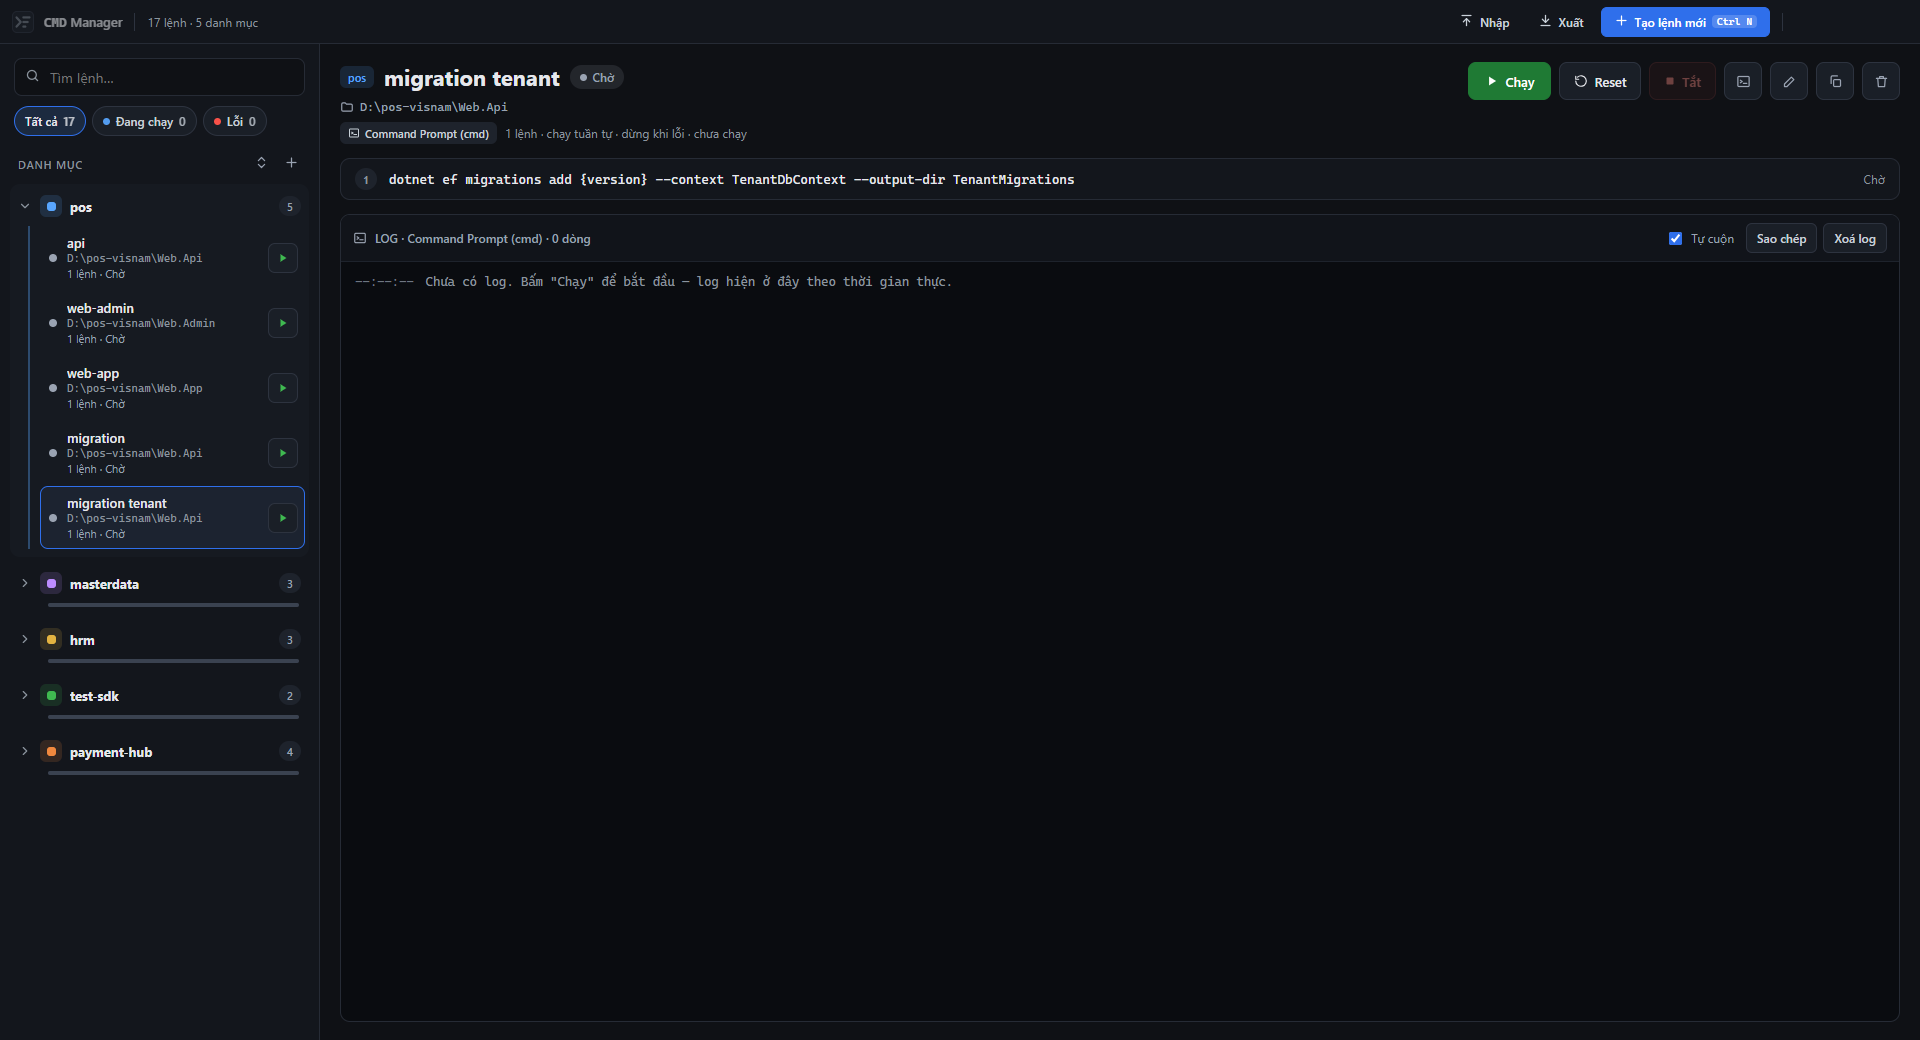 CMD Manager
17 lệnh · 5 danh mục
Nhập
Xuất
Tạo lệnh mới Ctrl N
Tìm lệnh...
Tất cả 17
Đang chạy 0
Lỗi 0
DANH MỤC
pos 5
api
D:\pos-visnam\Web.Api
1 lệnh · Chờ
web-admin
D:\pos-visnam\Web.Admin
1 lệnh · Chờ
web-app
D:\pos-visnam\Web.App
1 lệnh · Chờ
migration
D:\pos-visnam\Web.Api
1 lệnh · Chờ
migration tenant
D:\pos-visnam\Web.Api
1 lệnh · Chờ
masterdata 3
hrm 3
test-sdk 2
payment-hub 4
pos migration tenant Chờ
D:\pos-visnam\Web.Api
Command Prompt (cmd) 1 lệnh · chạy tuần tự · dừng khi lỗi · chưa chạy
Chạy
Reset
Tắt
1 dotnet ef migrations add {version} --context TenantDbContext --output-dir TenantMigrations Chờ
LOG · Command Prompt (cmd) · 0 dòng
Tự cuộn
Sao chép
Xoá log
--:--:-- Chưa có log. Bấm "Chạy" để bắt đầu — log hiện ở đây theo thời gian thực.